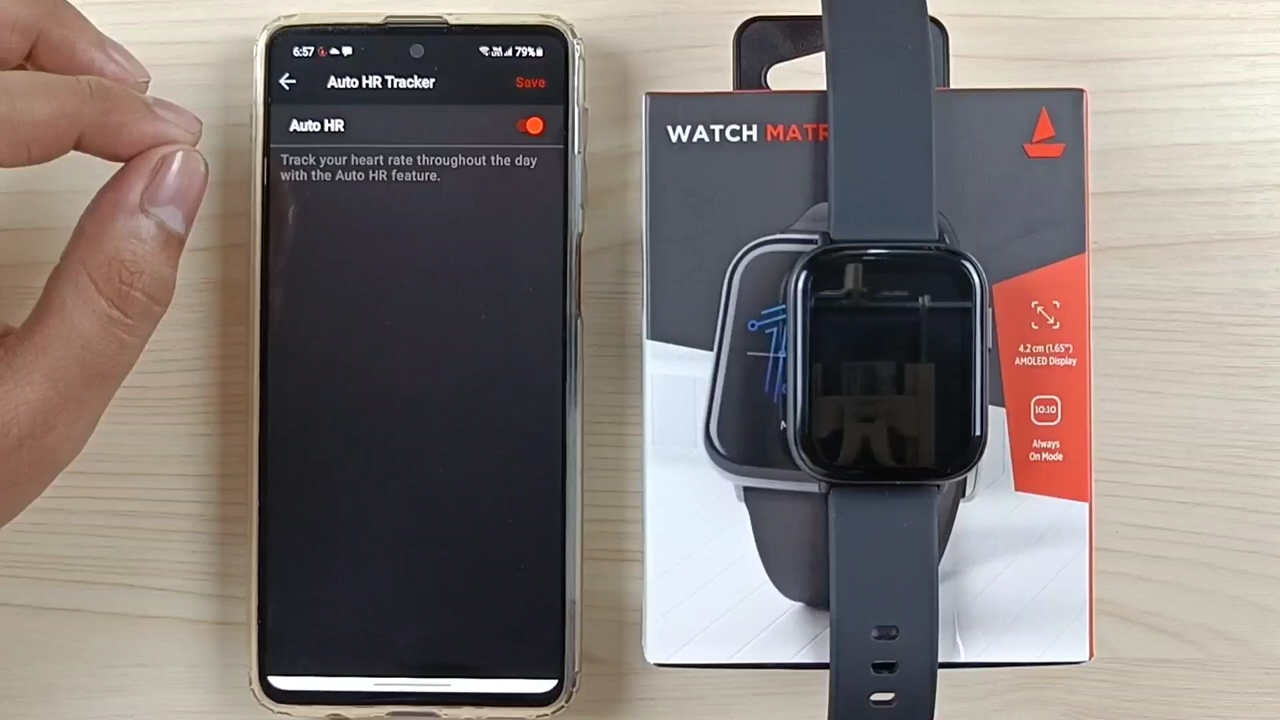 6:57
79%
Auto HR Tracker
Save
Auto HR
Track your heart rate throughout the day
with the Auto HR feature.
WATCH MATR
4.2 cm (1.65")
AMOLED Display
10:10
Always
On Mode